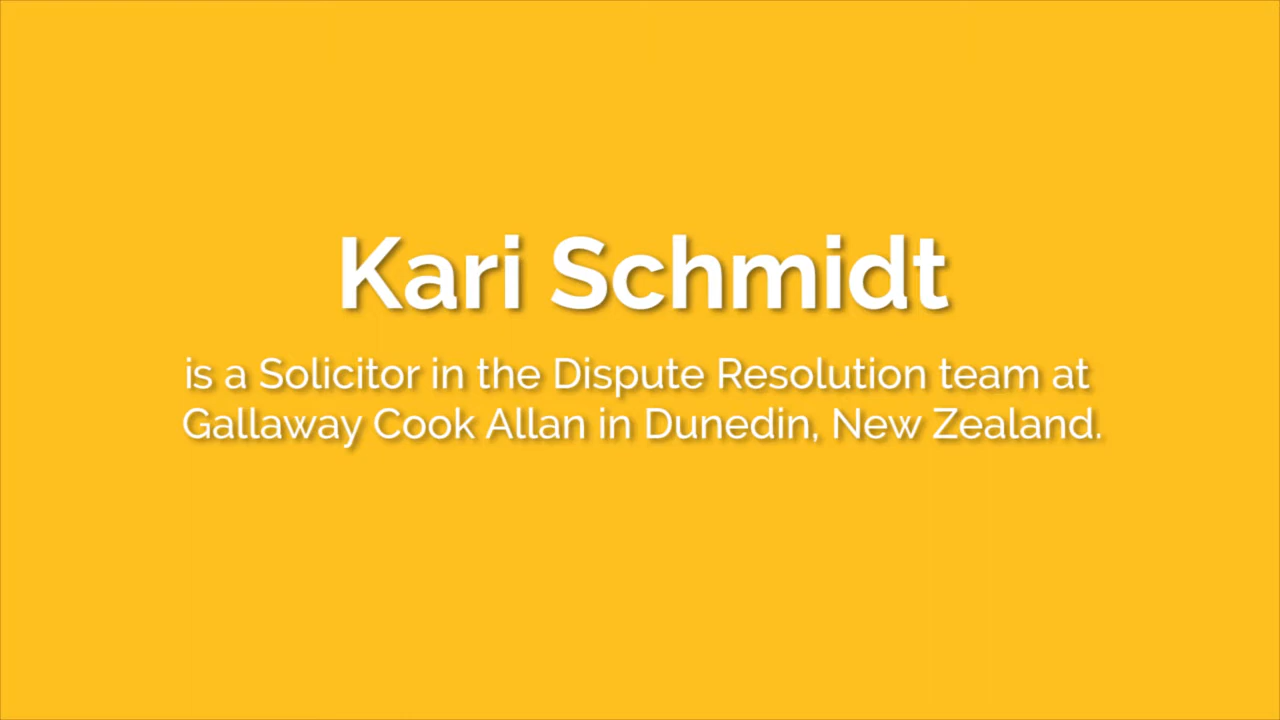 Kari Schmidt
is a Solicitor in the Dispute Resolution team at
Gallaway Cook Allan in Dunedin, New Zealand.